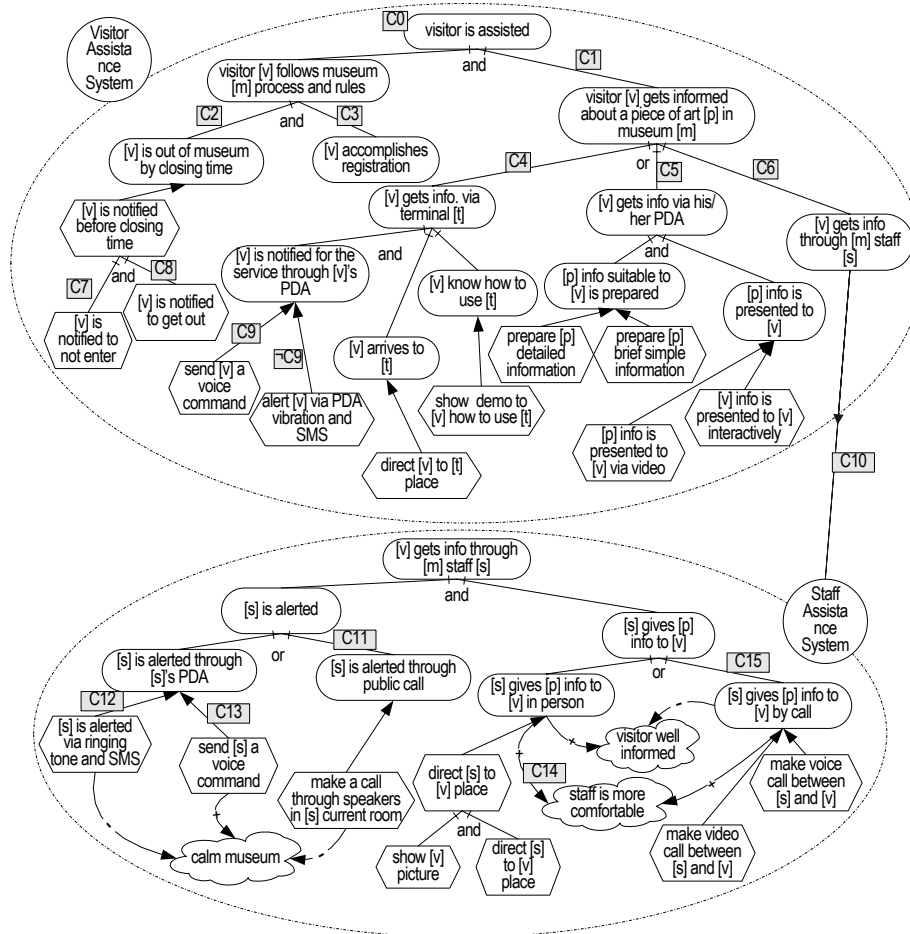 C0
visitor is assisted
Visitor
Assista
nce
System
and
C1
visitor [v] follows museum
[m] process and rules
visitor [v] gets informed
about a piece of art [p] in
museum [m]
C2
and
C3
[v] is out of museum
by closing time
[v] accomplishes
registration
C4
or
C5
C6
[v] gets info. via
terminal [t]
[v] gets info via his/
her PDA
[v] gets info
through [m] staff
[s]
[v] is notified
before closing
time
and
C7
C8
[v] is notified to
not enter
[v] is notified
to get out
[v] is notified for the
service through [v]'s
PDA
and
[v] know how to
use [t]
and
[p] info suitable to
[v] is prepared
[p] info is
presented to
[v]
C9
¬C9
send [v] a
voice
command
alert [v] via PDA
vibration and
SMS
[v] arrives to
[t]
direct [v] to [t]
place
show demo to
[v] how to use [t]
prepare [p]
detailed
information
prepare [p]
brief simple
information
[p] info is
presented to
[v] via video
[v] info is
presented to [v]
interactively
C10
[v] gets info through
[m] staff [s]
and
Staff
Assista
nce
System
[s] is alerted
[s] gives [p]
info to [v]
or
C11
or
C15
[s] is alerted through
[s]'s PDA
[s] is alerted through
public call
[s] gives [p] info to
[v] in person
[s] gives [p] info to
[v] by call
C12
C13
[s] is alerted
via ringing
tone and SMS
send [s] a
voice
command
make a call
through speakers
in [s] current room
visitor well
informed
C14
staff is more
comfortable
direct [s] to
[v] place
and
show [v]
picture
direct [s]
to [v]
place
make voice
call between
[s] and [v]
make video
call between
[s] and [v]
calm museum